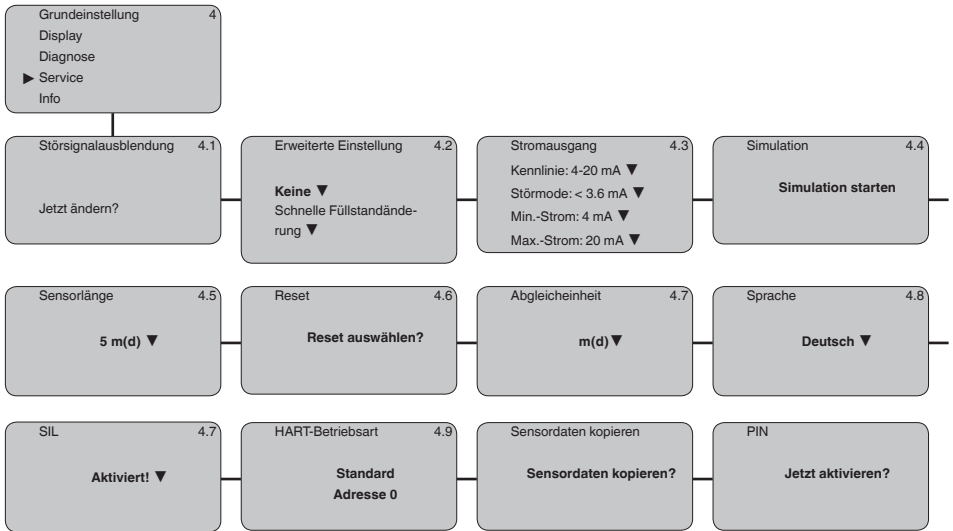 Grundeinstellung 4
Display
Diagnose
▶ Service
Info
Störsignalausblendung 4.1
Jetzt ändern?
Erweiterte Einstellung 4.2
Keine ▼
Schnelle Füllstandände-
rung ▼
Stromausgang 4.3
Kennlinie: 4-20 mA ▼
Störmode: < 3.6 mA ▼
Min.-Strom: 4 mA ▼
Max.-Strom: 20 mA ▼
Simulation 4.4
Simulation starten
Sensorlänge 4.5
5 m(d) ▼
Reset 4.6
Reset auswählen?
Abgleicheinheit 4.7
m(d) ▼
Sprache 4.8
Deutsch ▼
SIL 4.7
Aktiviert! ▼
HART-Betriebsart 4.9
Standard
Adresse 0
Sensordaten kopieren
Sensordaten kopieren?
PIN
Jetzt aktivieren?